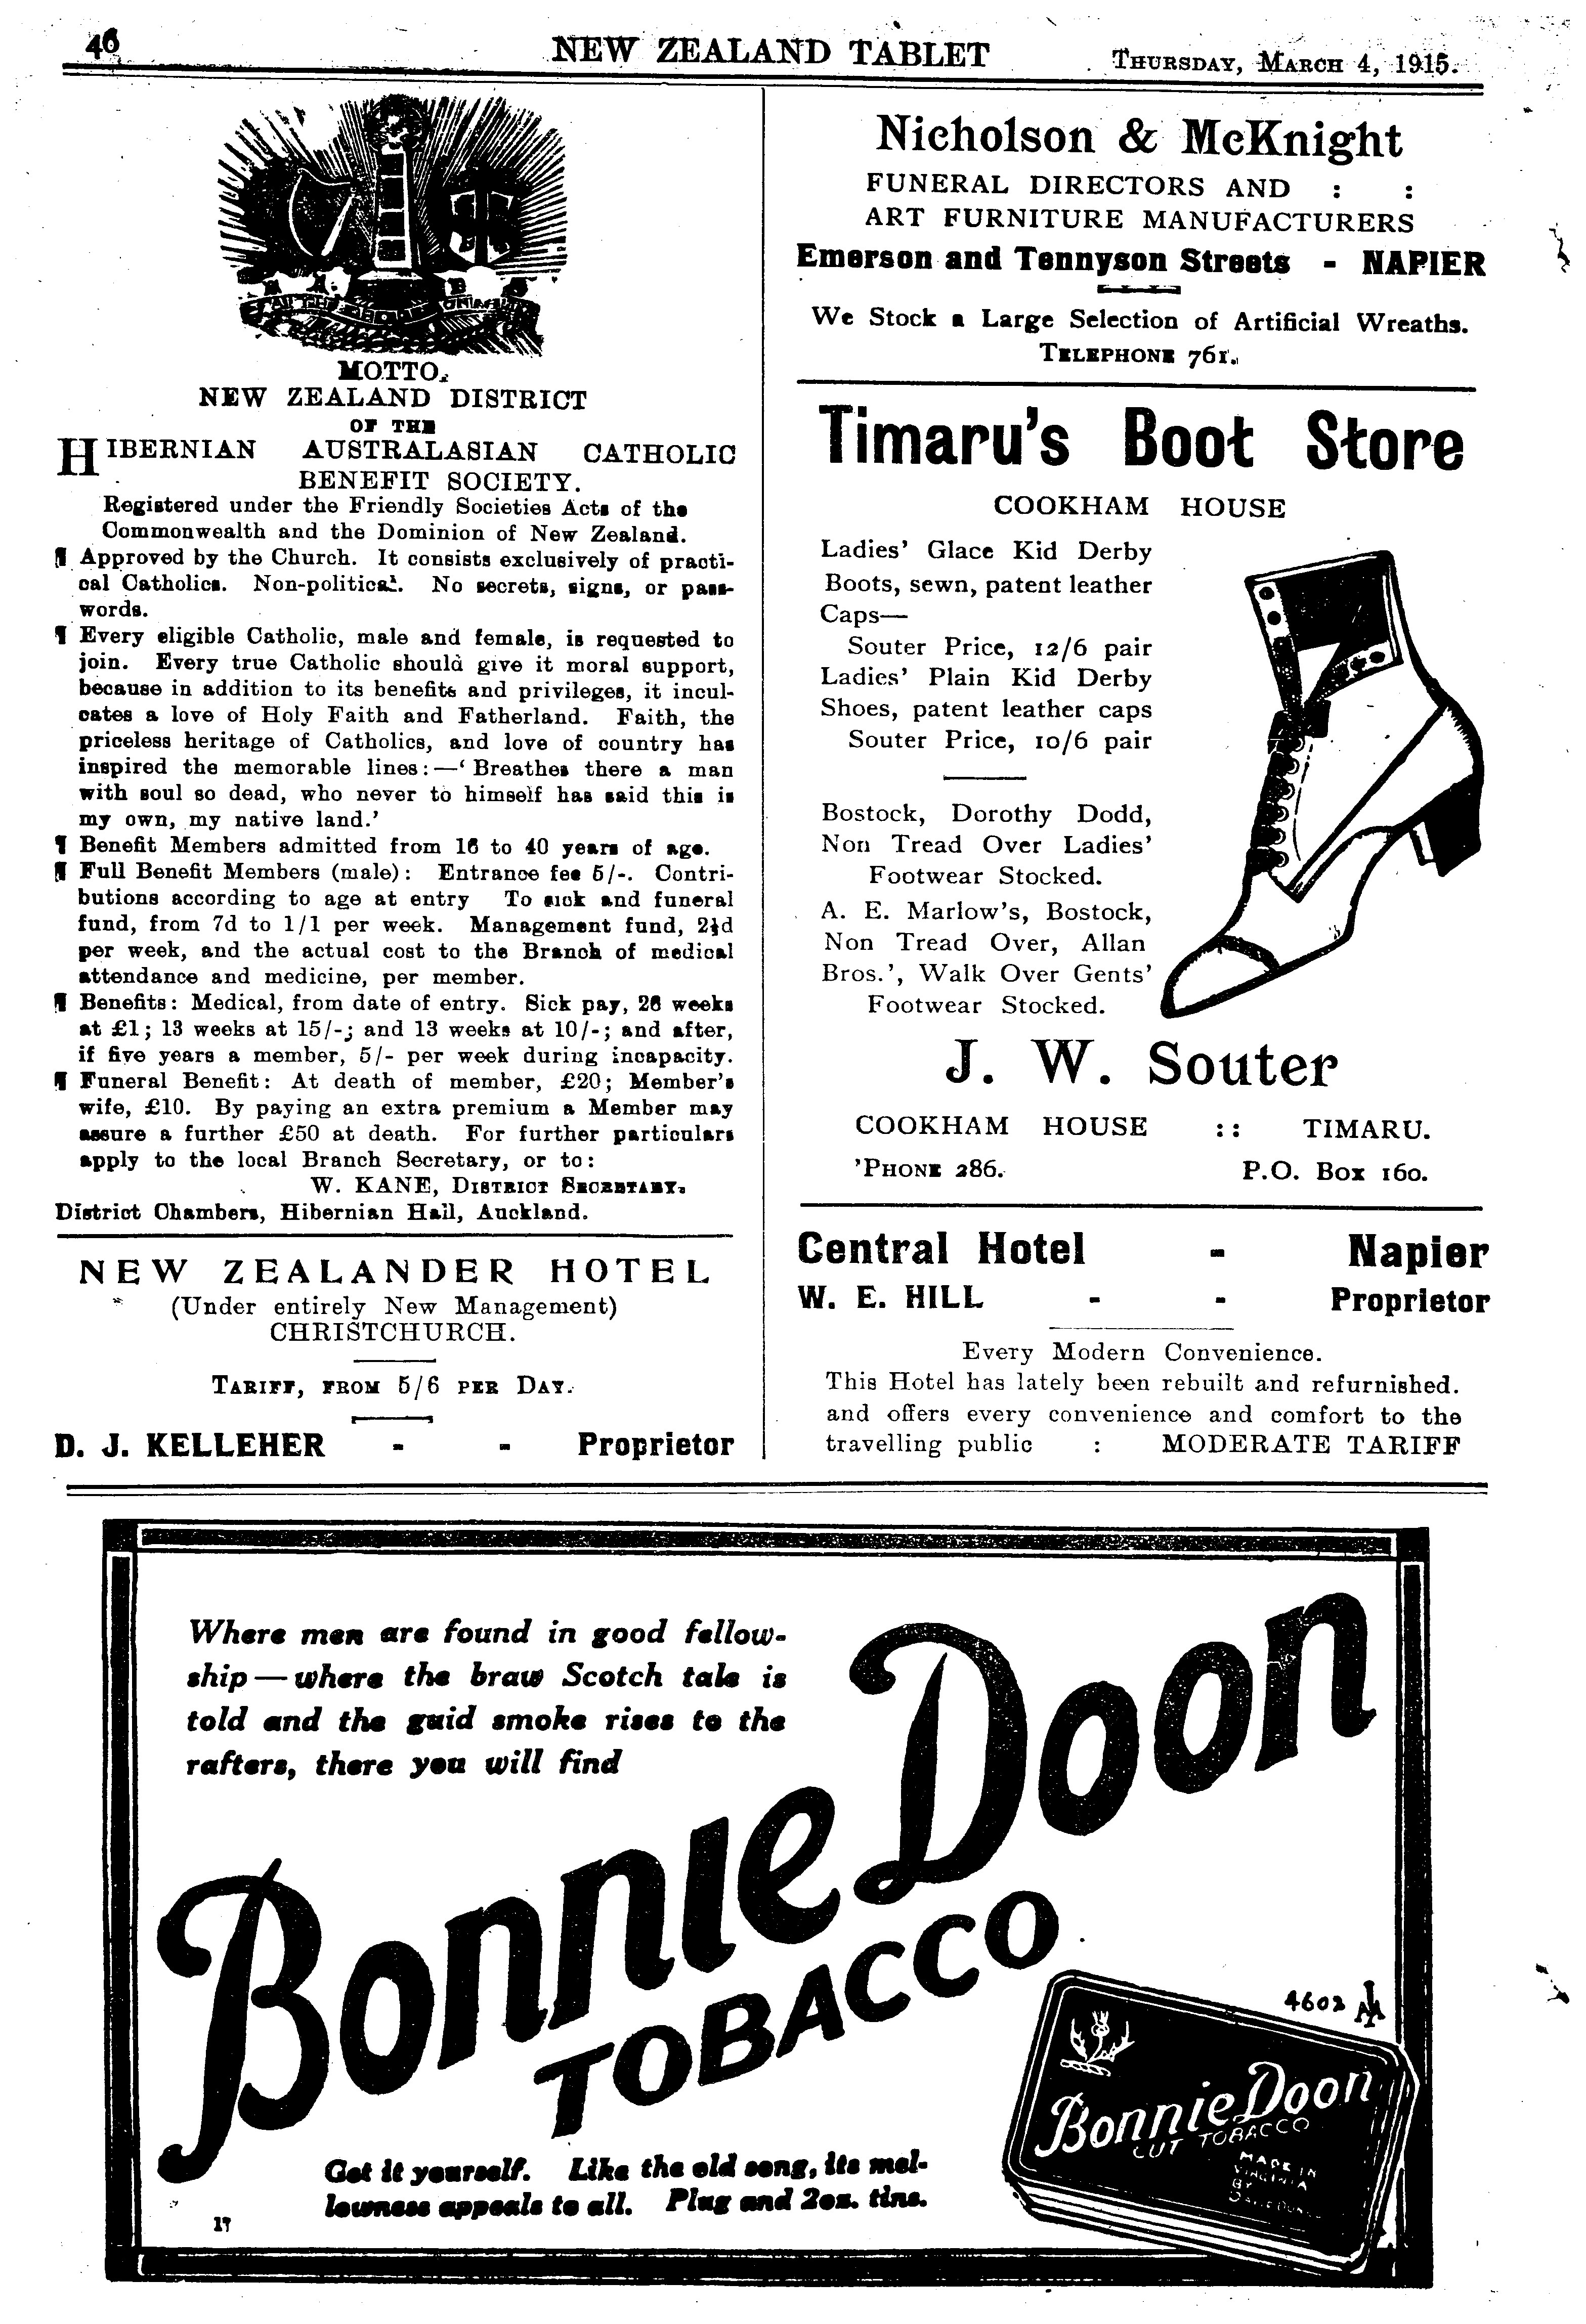 46
NEW ZEALAND TABLET
THURSDAY, MARCH 4, 1915.
MOTTO.
NEW ZEALAND DISTRICT
OF THE
HIBERNIAN AUSTRALASIAN CATHOLIC
BENEFIT SOCIETY.
Registered under the Friendly Societies Acts of the
Commonwealth and the Dominion of New Zealand.
¶ Approved by the Church. It consists exclusively of practi-
cal Catholics. Non-political. No secrets, signs, or pass-
words.
¶ Every eligible Catholic, male and female, is requested to
join. Every true Catholic should give it moral support,
because in addition to its benefits and privileges, it incul-
cates a love of Holy Faith and Fatherland. Faith, the
priceless heritage of Catholics, and love of country has
inspired the memorable lines:—‘Breathes there a man
with soul so dead, who never to himself has said this is
my own, my native land.’
¶ Benefit Members admitted from 16 to 40 years of age.
¶ Full Benefit Members (male): Entrance fee 5/-. Contri-
butions according to age at entry To sick and funeral
fund, from 7d to 1/1 per week. Management fund, 2½d
per week, and the actual cost to the Branch of medical
attendance and medicine, per member.
¶ Benefits: Medical, from date of entry. Sick pay, 26 weeks
at £1; 13 weeks at 15/-; and 13 weeks at 10/-; and after,
if five years a member, 5/- per week during incapacity.
¶ Funeral Benefit: At death of member, £20; Member's
wife, £10. By paying an extra premium a Member may
assure a further £50 at death. For further particulars
apply to the local Branch Secretary, or to:
W. KANE, DISTRICT SECRETARY.
District Chambers, Hibernian Hall, Auckland.
NEW ZEALANDER HOTEL
(Under entirely New Management)
CHRISTCHURCH.
TARIFF, FROM 5/6 PER DAY.
D. J. KELLEHER - - Proprietor
Nicholson & McKnight
FUNERAL DIRECTORS AND : :
ART FURNITURE MANUFACTURERS
Emerson and Tennyson Streets - NAPIER
We Stock a Large Selection of Artificial Wreaths.
TELEPHONE 761.
Timaru's Boot Store
COOKHAM HOUSE
Ladies' Glace Kid Derby
Boots, sewn, patent leather
Caps—
Souter Price, 12/6 pair
Ladies' Plain Kid Derby
Shoes, patent leather caps
Souter Price, 10/6 pair
Bostock, Dorothy Dodd,
Non Tread Over Ladies'
Footwear Stocked.
A. E. Marlow's, Bostock,
Non Tread Over, Allan
Bros.', Walk Over Gents'
Footwear Stocked.
J. W. Souter
COOKHAM HOUSE :: TIMARU.
'PHONE 286. P.O. Box 160.
Central Hotel - Napier
W. E. HILL - - Proprietor
Every Modern Convenience.
This Hotel has lately been rebuilt and refurnished.
and offers every convenience and comfort to the
travelling public : MODERATE TARIFF
Where men are found in good fellow-
ship — where the braw Scotch tale is
told and the guid smoke rises to the
rafters, there you will find
Bonnie Doon
TOBACCO
4602
Bonnie Doon
CUT TOBACCO
MADE IN
VIRGINIA
BY
Get it yourself. Like the old song, its mel-
lowness appeals to all. Plug and 2oz. tins.
17